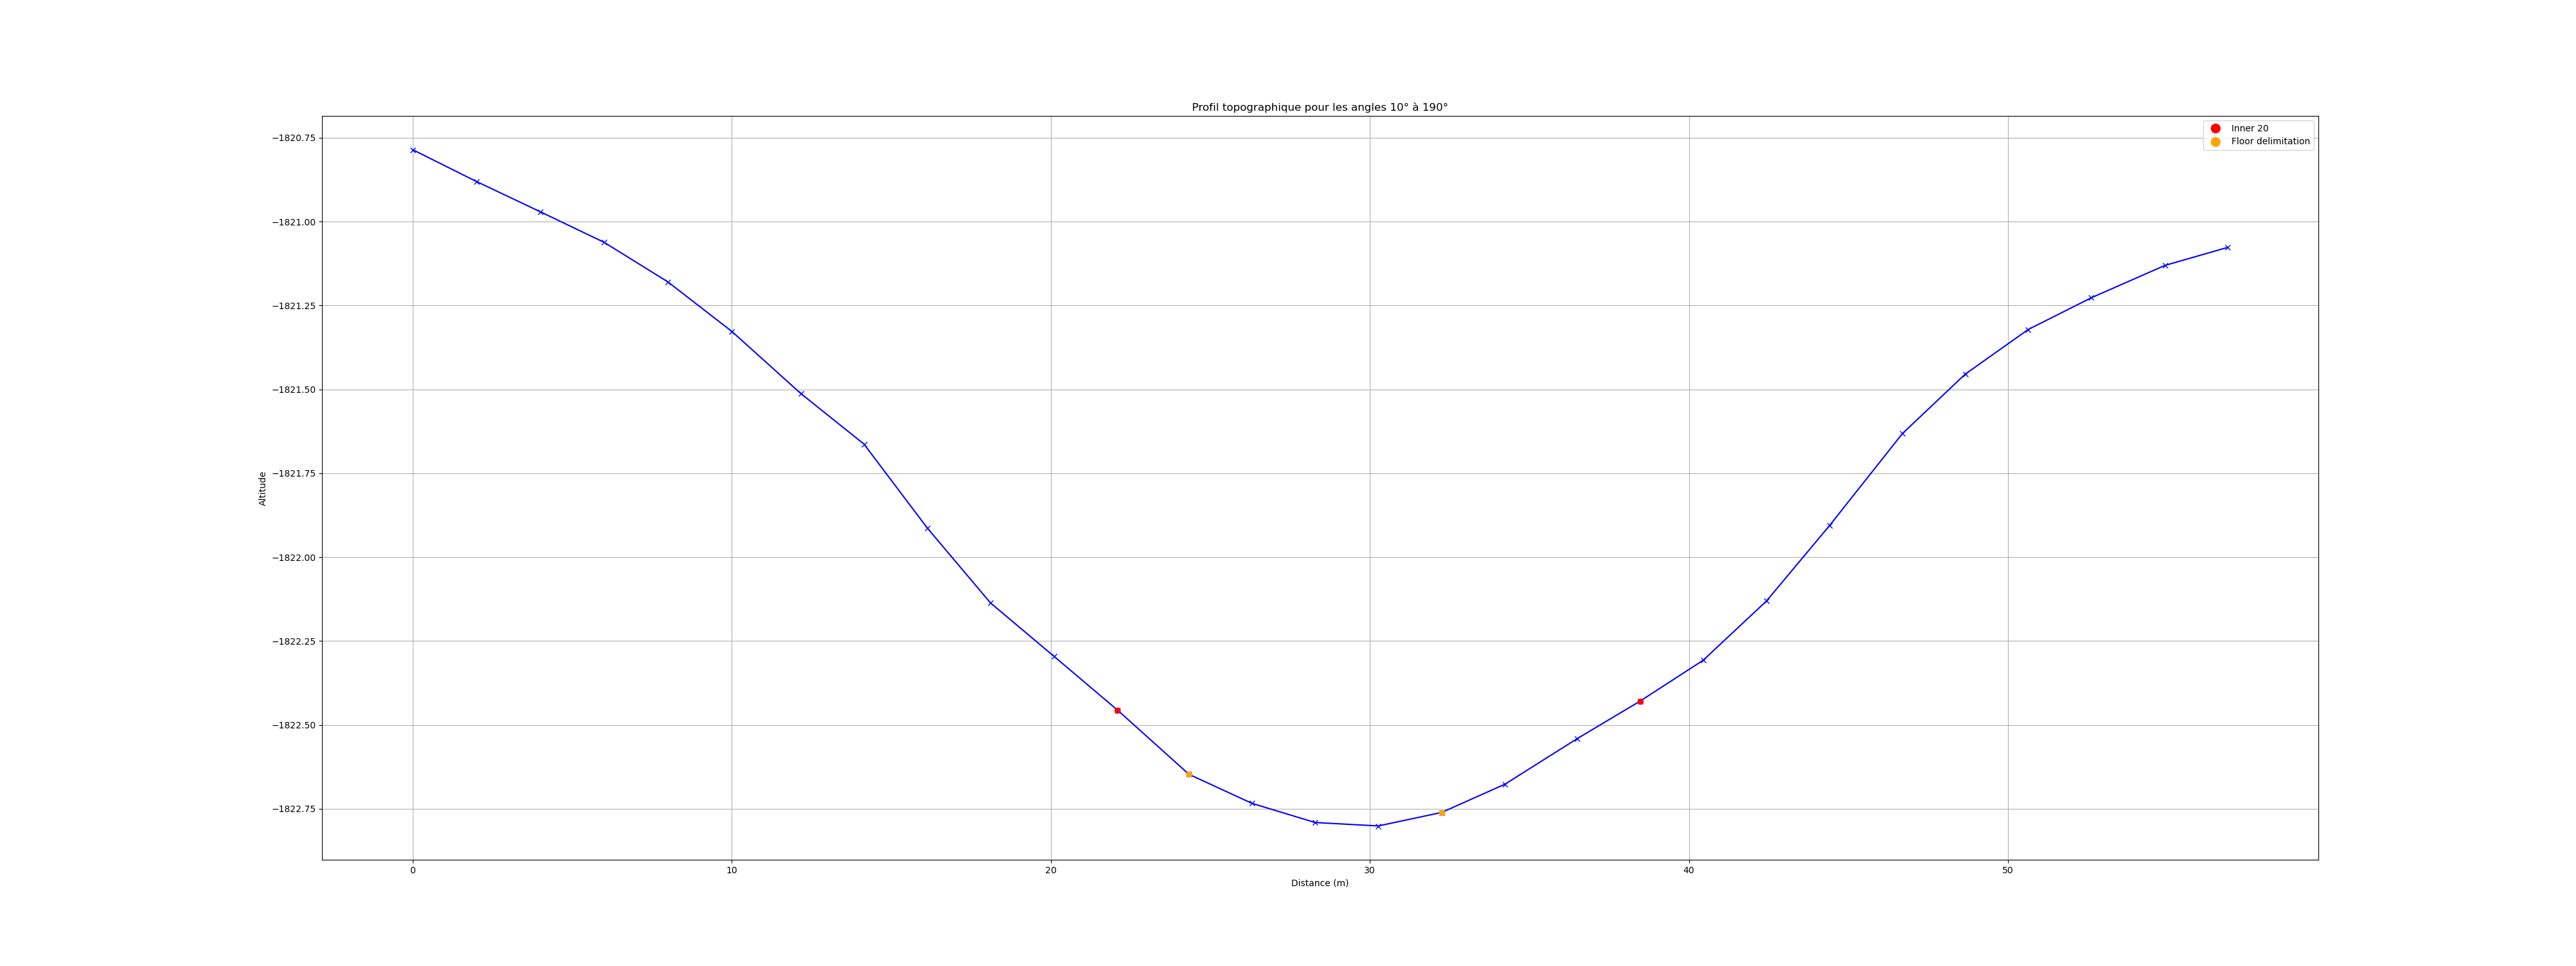 Profil topographique pour les angles 10° à 190°
Inner 20
Floor delimitation
−1820.75
−1821.00
−1821.25
−1821.50
−1821.75
−1822.00
−1822.25
−1822.50
−1822.75
Altitude
0 10 20 30 40 50
Distance (m)